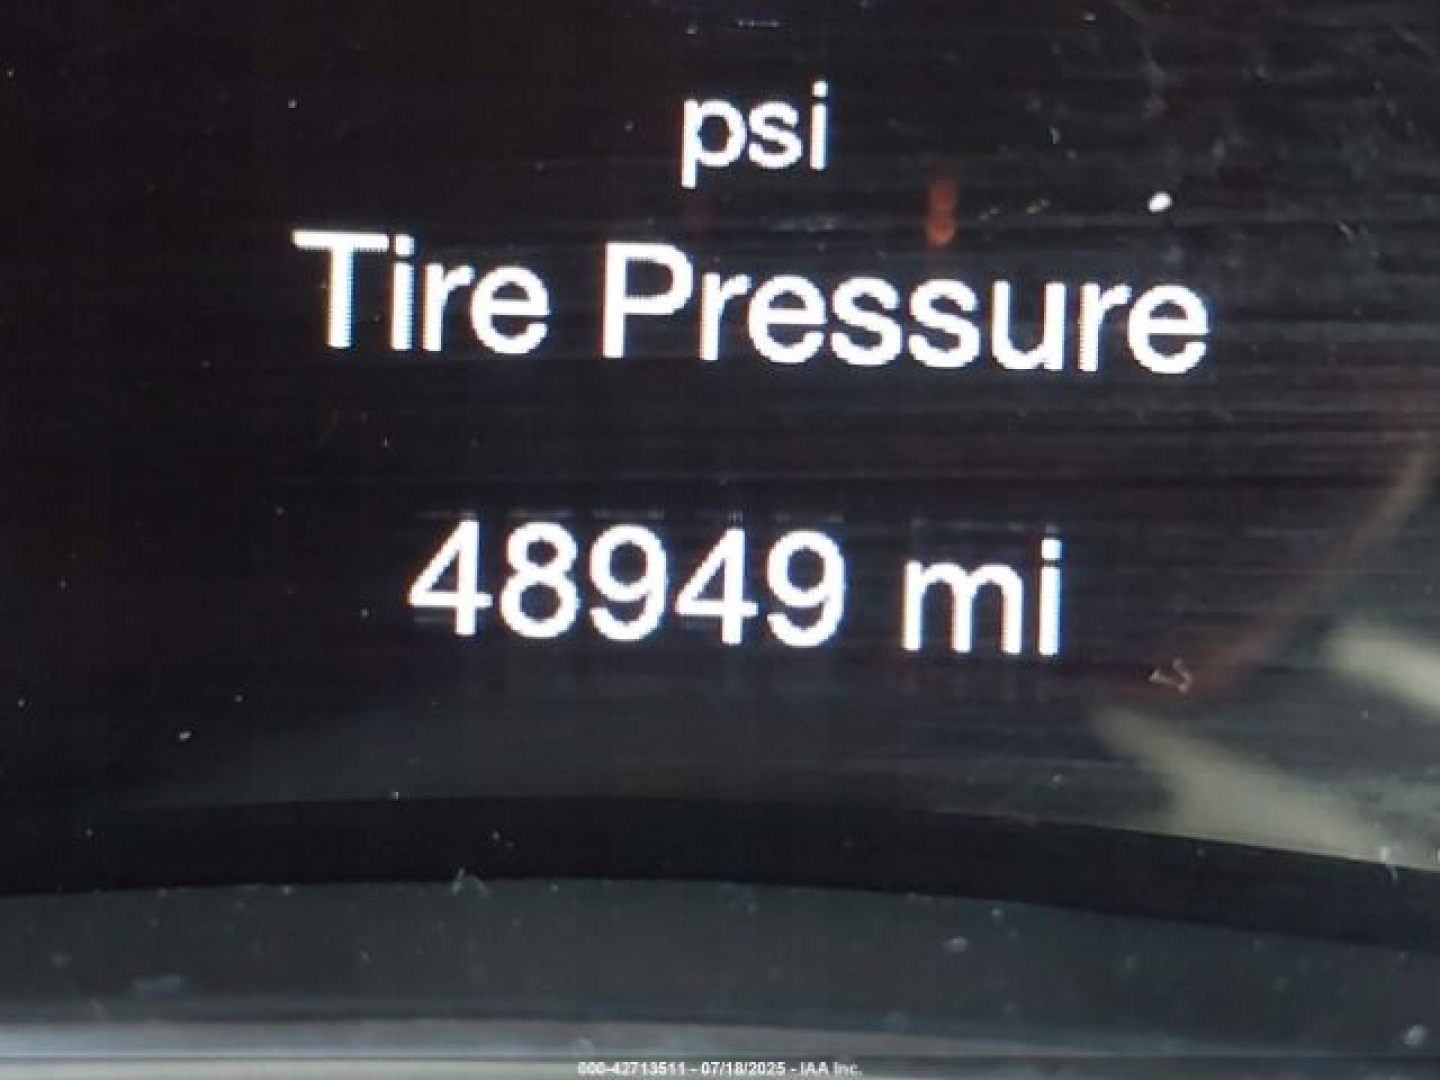 psi
Tire Pressure
48949 mi
000-42713511 - 07/18/2025 - IAA Inc.